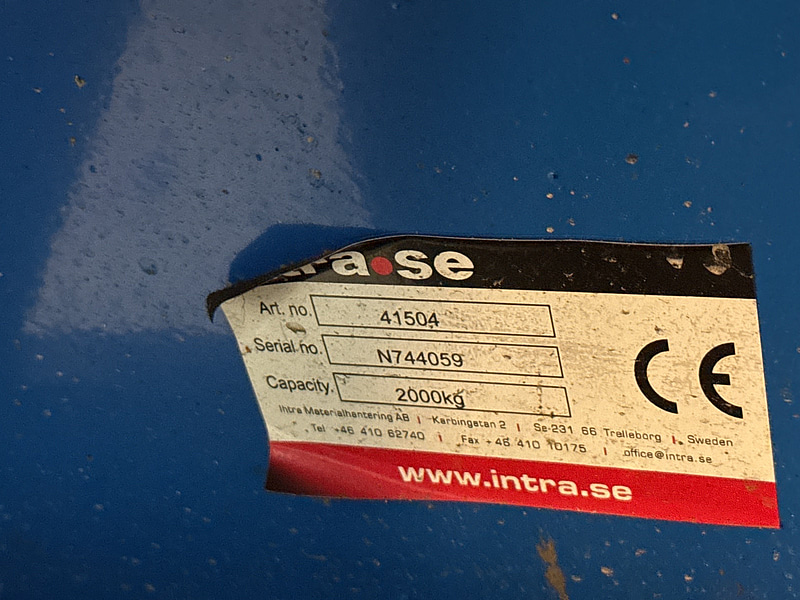 intra.se
Art. no. 41504
Serial no. N744059
Capacity. 2000kg
Intra Materialhantering AB | Karbingatan 2 | Se-231 66 Trelleborg | Sweden
Tel +46 410 62740 | Fax +46 410 10175 | office@intra.se
www.intra.se
CE